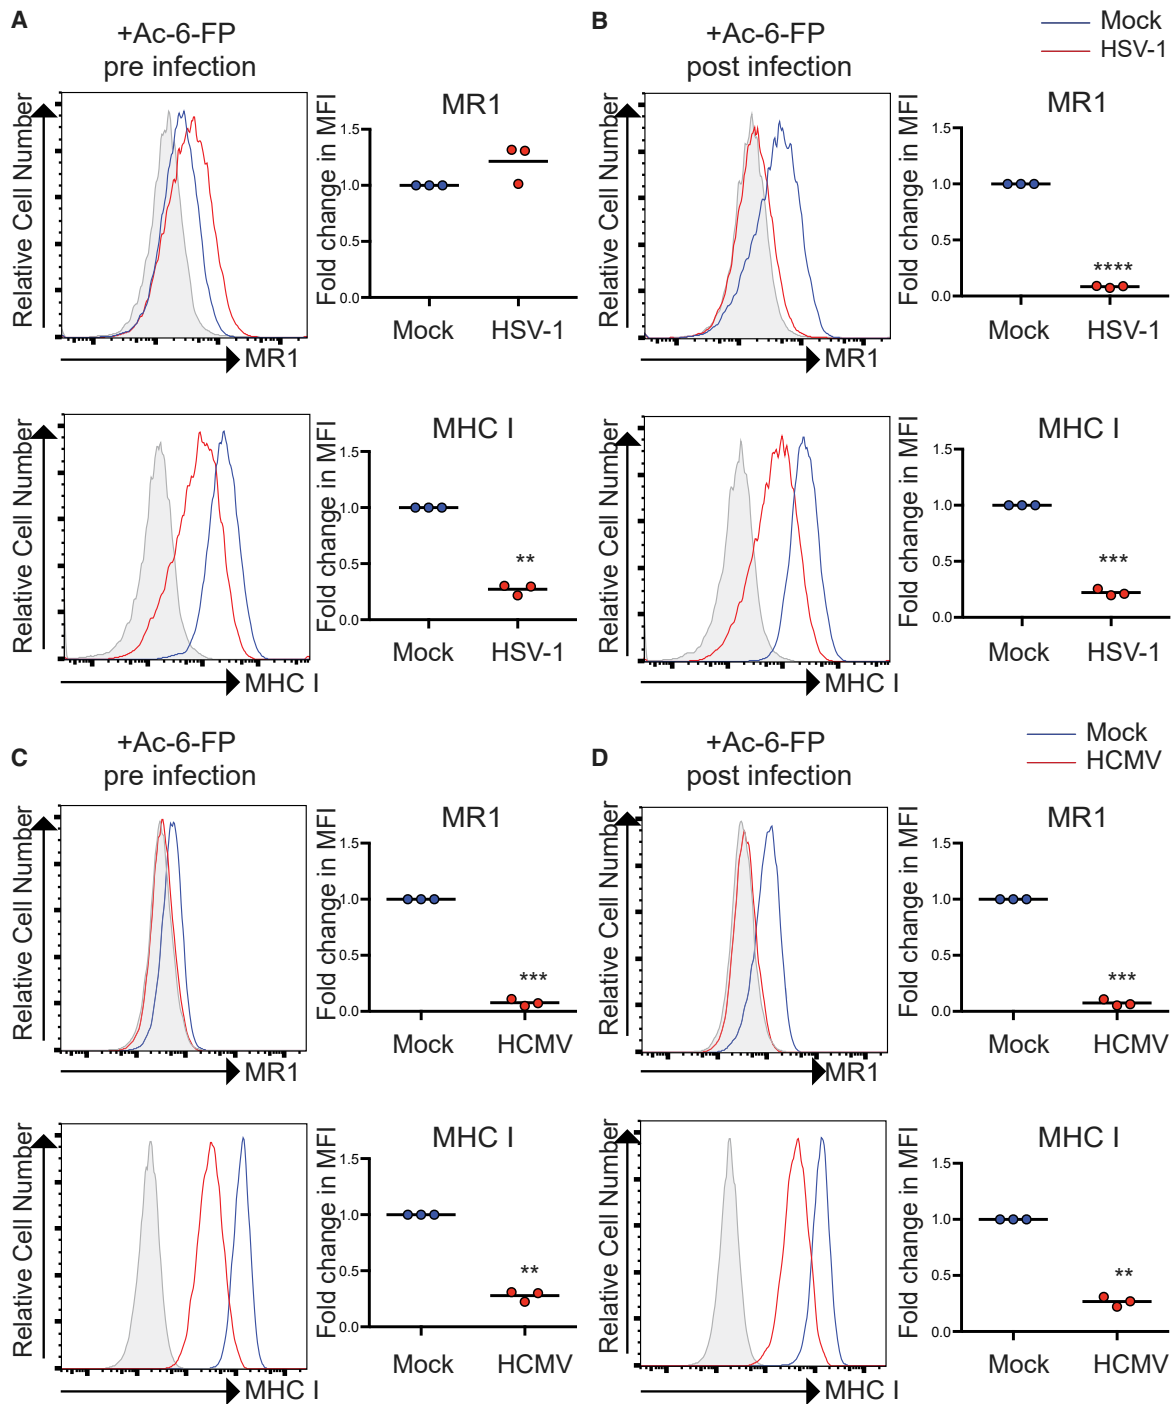 A
+Ac-6-FP
pre infection
Relative Cell Number
MR1
Fold change in MFI
MR1
1.5
1.0
0.5
0.0
Mock
HSV-1
Relative Cell Number
MHC I
Fold change in MFI
MHC I
1.5
1.0
0.5
0.0
**
Mock
HSV-1
B
+Ac-6-FP
post infection
Mock
HSV-1
Relative Cell Number
MR1
Fold change in MFI
MR1
1.5
1.0
0.5
0.0
****
Mock
HSV-1
Relative Cell Number
MHC I
Fold change in MFI
MHC I
1.5
1.0
0.5
0.0
***
Mock
HSV-1
C
+Ac-6-FP
pre infection
Relative Cell Number
MR1
Fold change in MFI
MR1
1.5
1.0
0.5
0.0
***
Mock
HCMV
Relative Cell Number
MHC I
Fold change in MFI
MHC I
1.5
1.0
0.5
0.0
**
Mock
HCMV
D
+Ac-6-FP
post infection
Mock
HCMV
Relative Cell Number
MR1
Fold change in MFI
MR1
1.5
1.0
0.5
0.0
***
Mock
HCMV
Relative Cell Number
MHC I
Fold change in MFI
MHC I
1.5
1.0
0.5
0.0
**
Mock
HCMV